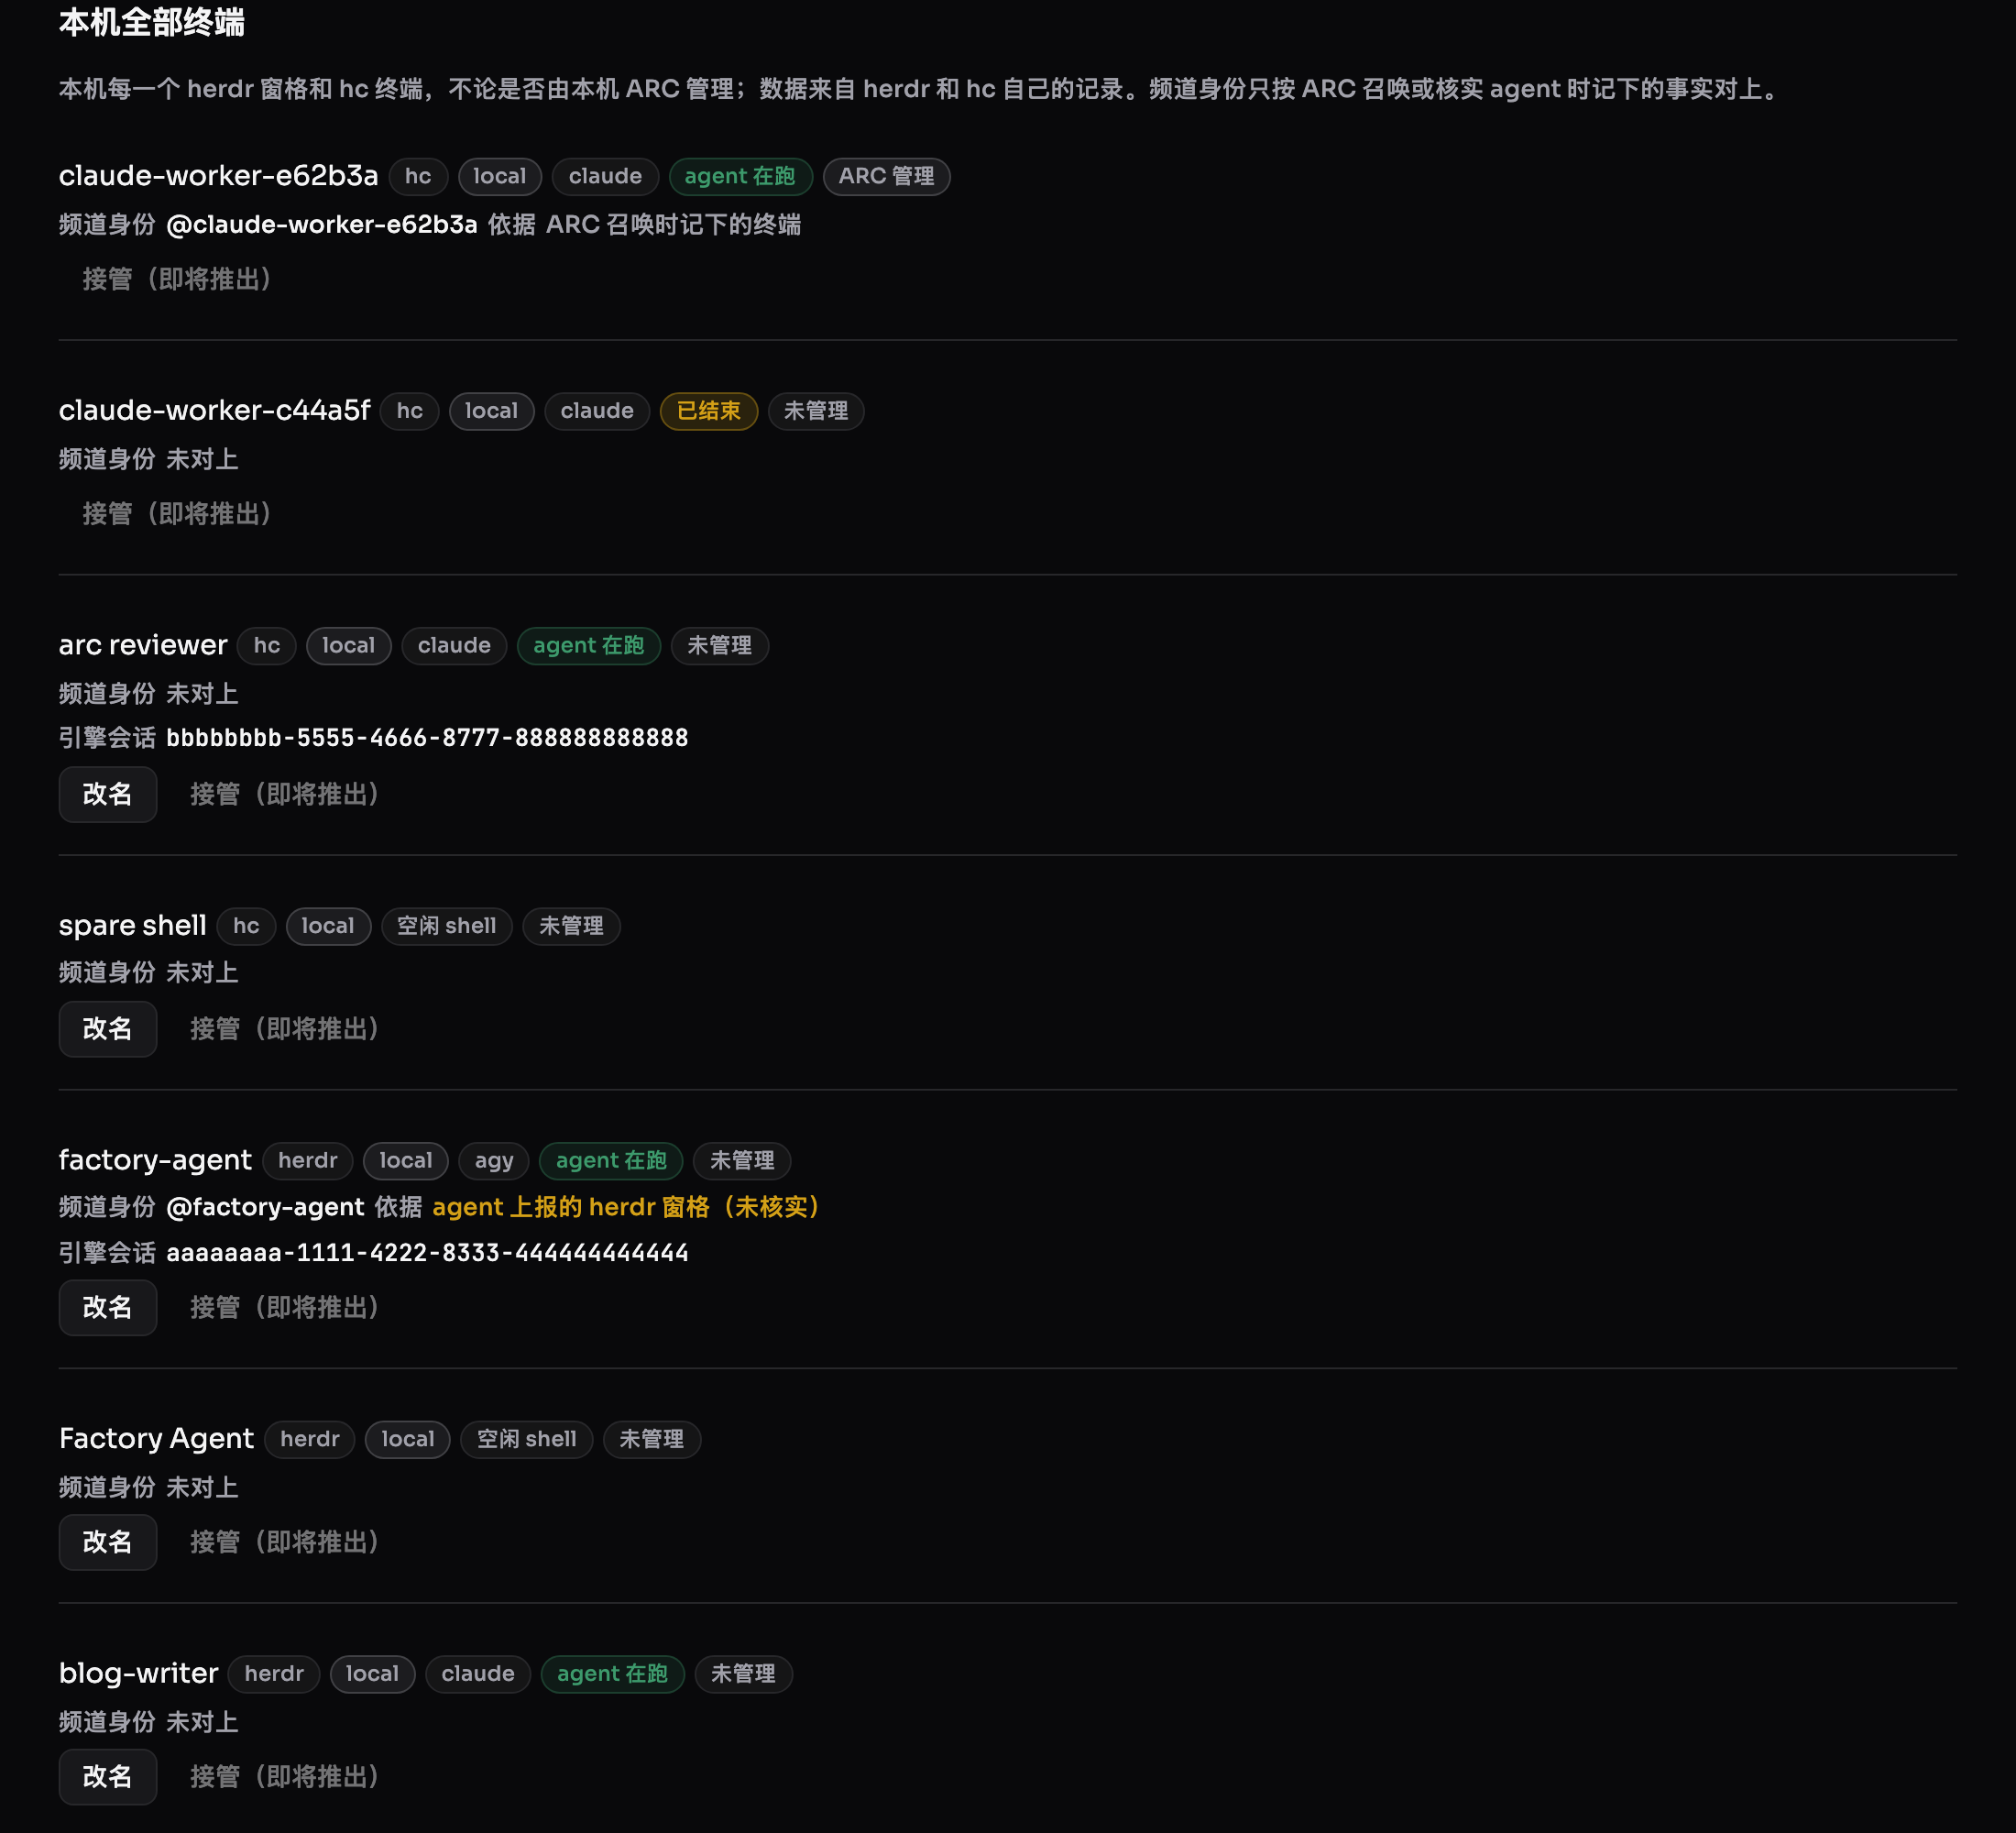 本机全部终端
本机每一个 herdr 窗格和 hc 终端，不论是否由本机 ARC 管理；数据来自 herdr 和 hc 自己的记录。频道身份只按 ARC 召唤或核实 agent 时记下的事实对上。
claude-worker-e62b3a hc local claude agent 在跑 ARC 管理
频道身份 @claude-worker-e62b3a 依据 ARC 召唤时记下的终端
接管（即将推出）
claude-worker-c44a5f hc local claude 已结束 未管理
频道身份 未对上
接管（即将推出）
arc reviewer hc local claude agent 在跑 未管理
频道身份 未对上
引擎会话 bbbbbbbb-5555-4666-8777-888888888888
改名 接管（即将推出）
spare shell hc local 空闲 shell 未管理
频道身份 未对上
改名 接管（即将推出）
factory-agent herdr local agy agent 在跑 未管理
频道身份 @factory-agent 依据 agent 上报的 herdr 窗格（未核实）
引擎会话 aaaaaaaa-1111-4222-8333-444444444444
改名 接管（即将推出）
Factory Agent herdr local 空闲 shell 未管理
频道身份 未对上
改名 接管（即将推出）
blog-writer herdr local claude agent 在跑 未管理
频道身份 未对上
改名 接管（即将推出）